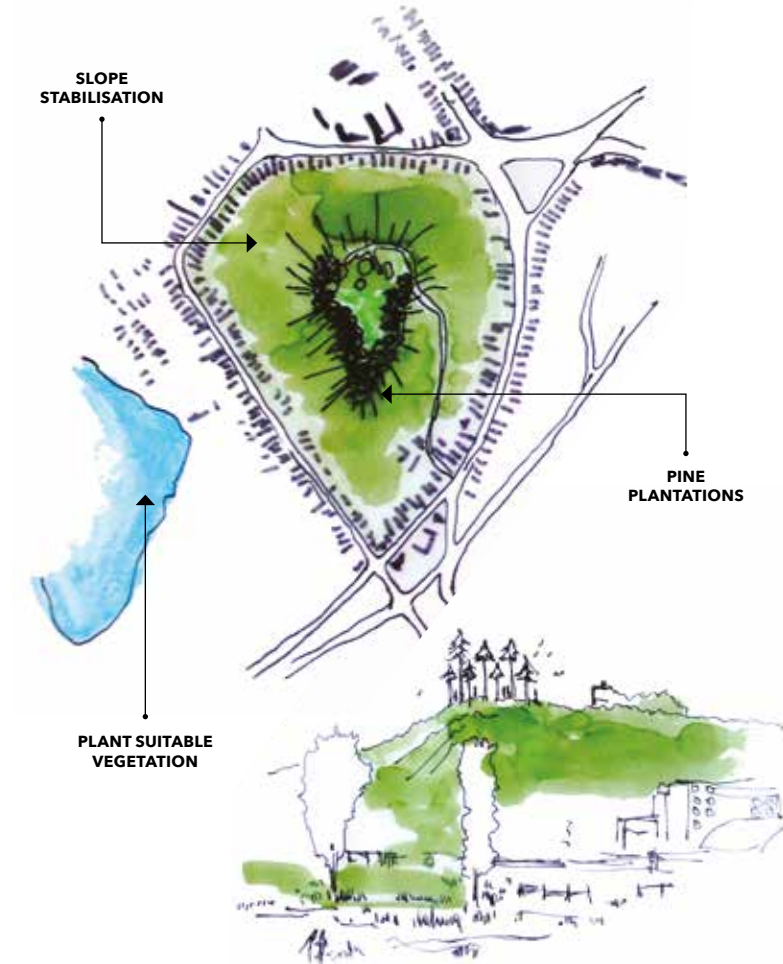 SLOPE
STABILISATION
PINE
PLANTATIONS
PLANT SUITABLE
VEGETATION